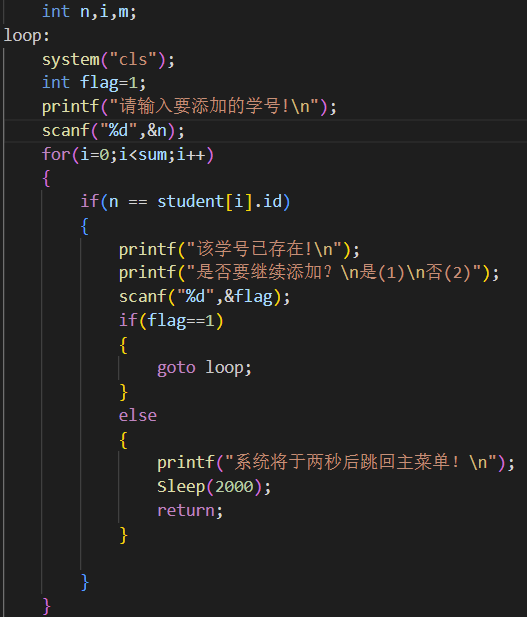 int n,i,m;
loop:
system("cls");
int flag=1;
printf("请输入要添加的学号!\n");
scanf("%d",&n);
for(i=0;i<sum;i++)
{
if(n == student[i].id)
{
printf("该学号已存在!\n");
printf("是否要继续添加？\n是(1)\n否(2)");
scanf("%d",&flag);
if(flag==1)
{
goto loop;
}
else
{
printf("系统将于两秒后跳回主菜单！\n");
Sleep(2000);
return;
}
}
}